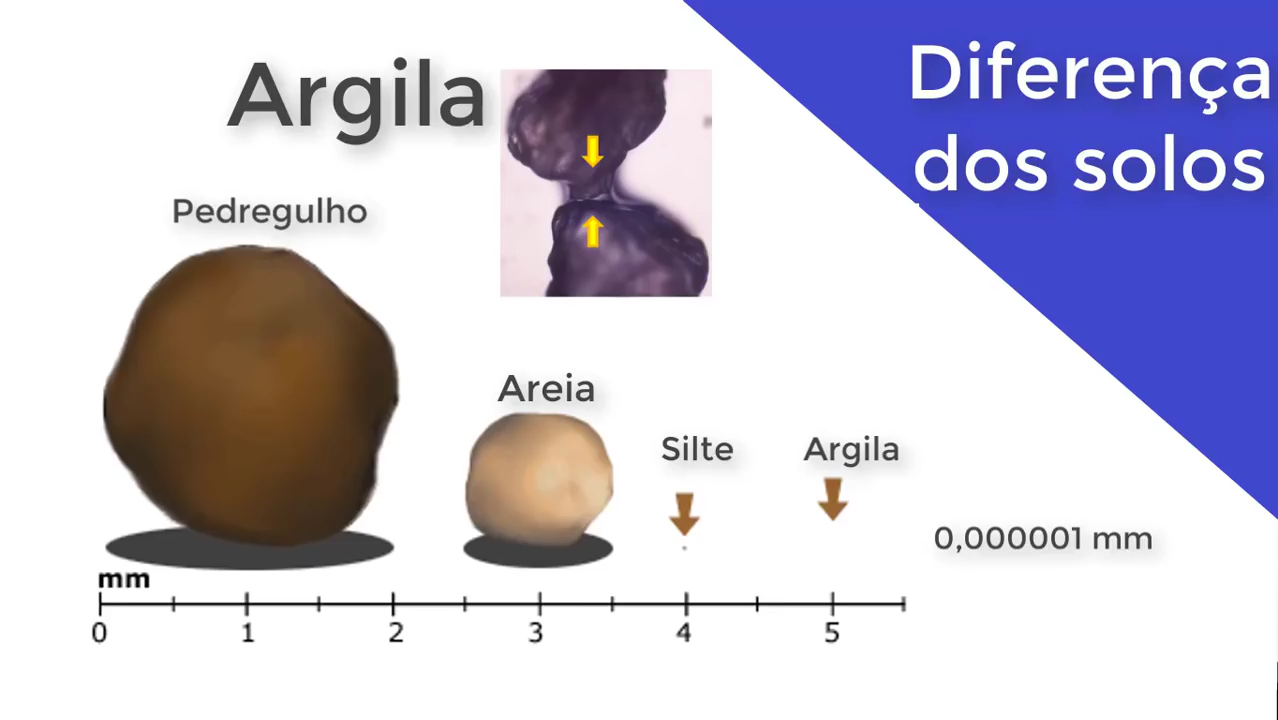 Diferença
dos solos
Argila
Pedregulho
Areia
Silte
Argila
0,000001 mm
mm
0 1 2 3 4 5